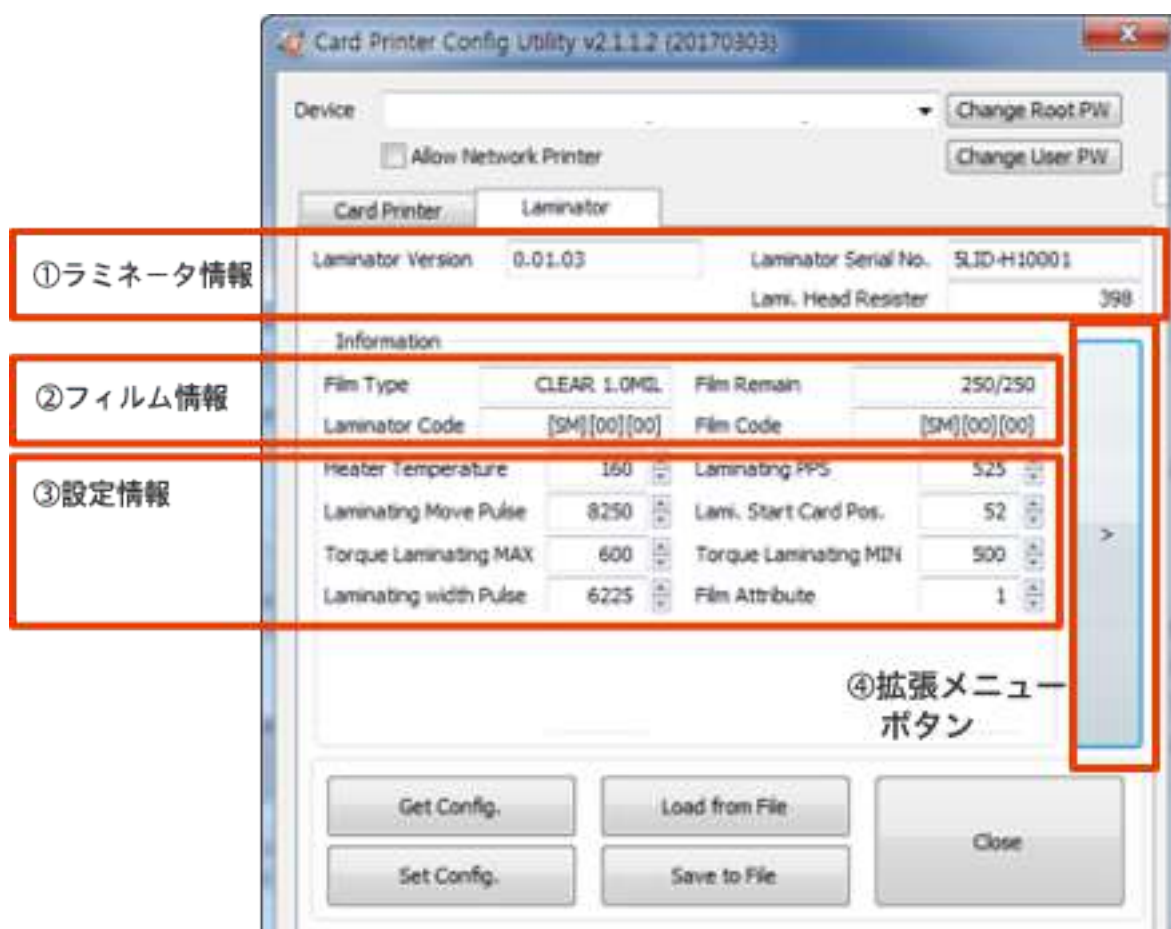 Card Printer Config Utility v2.1.1.2 (20170303)
Device
Change Root PW
Allow Network Printer
Change User PW
Card Printer
Laminator
①ラミネータ情報
Laminator Version 0.01.03 Laminator Serial No. SLID-H10001
Lami. Head Resister 398
Information
②フィルム情報
Film Type CLEAR 1.0MIL Film Remain 250/250
Laminator Code [SM][00][00] Film Code [SM][00][00]
③設定情報
Heater Temperature 160 Laminating PPS 525
Laminating Move Pulse 8250 Lami. Start Card Pos. 52
Torque Laminating MAX 600 Torque Laminating MIN 500
Laminating width Pulse 6225 Film Attribute 1
>
④拡張メニュー
ボタン
Get Config. Load from File
Close
Set Config. Save to File